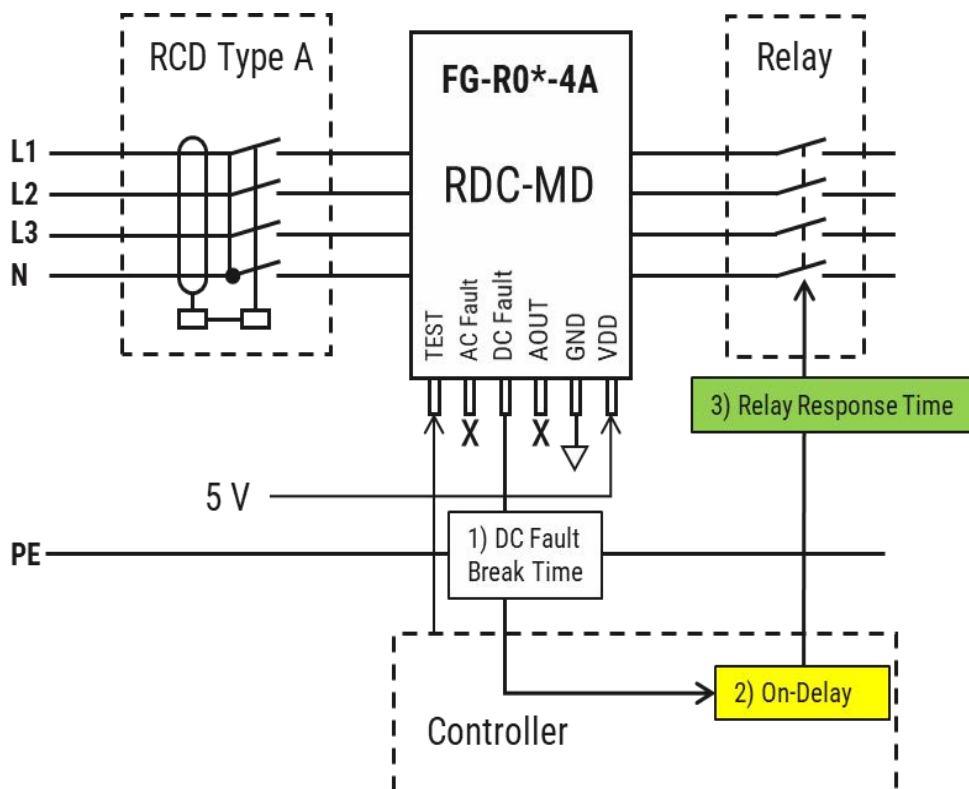 RCD Type A
FG-R0*-4A
Relay
L1
L2
L3
N
RDC-MD
TEST
AC Fault
DC Fault
AOUT
GND
VDD
X
X
3) Relay Response Time
5 V
PE
1) DC Fault
Break Time
2) On-Delay
Controller